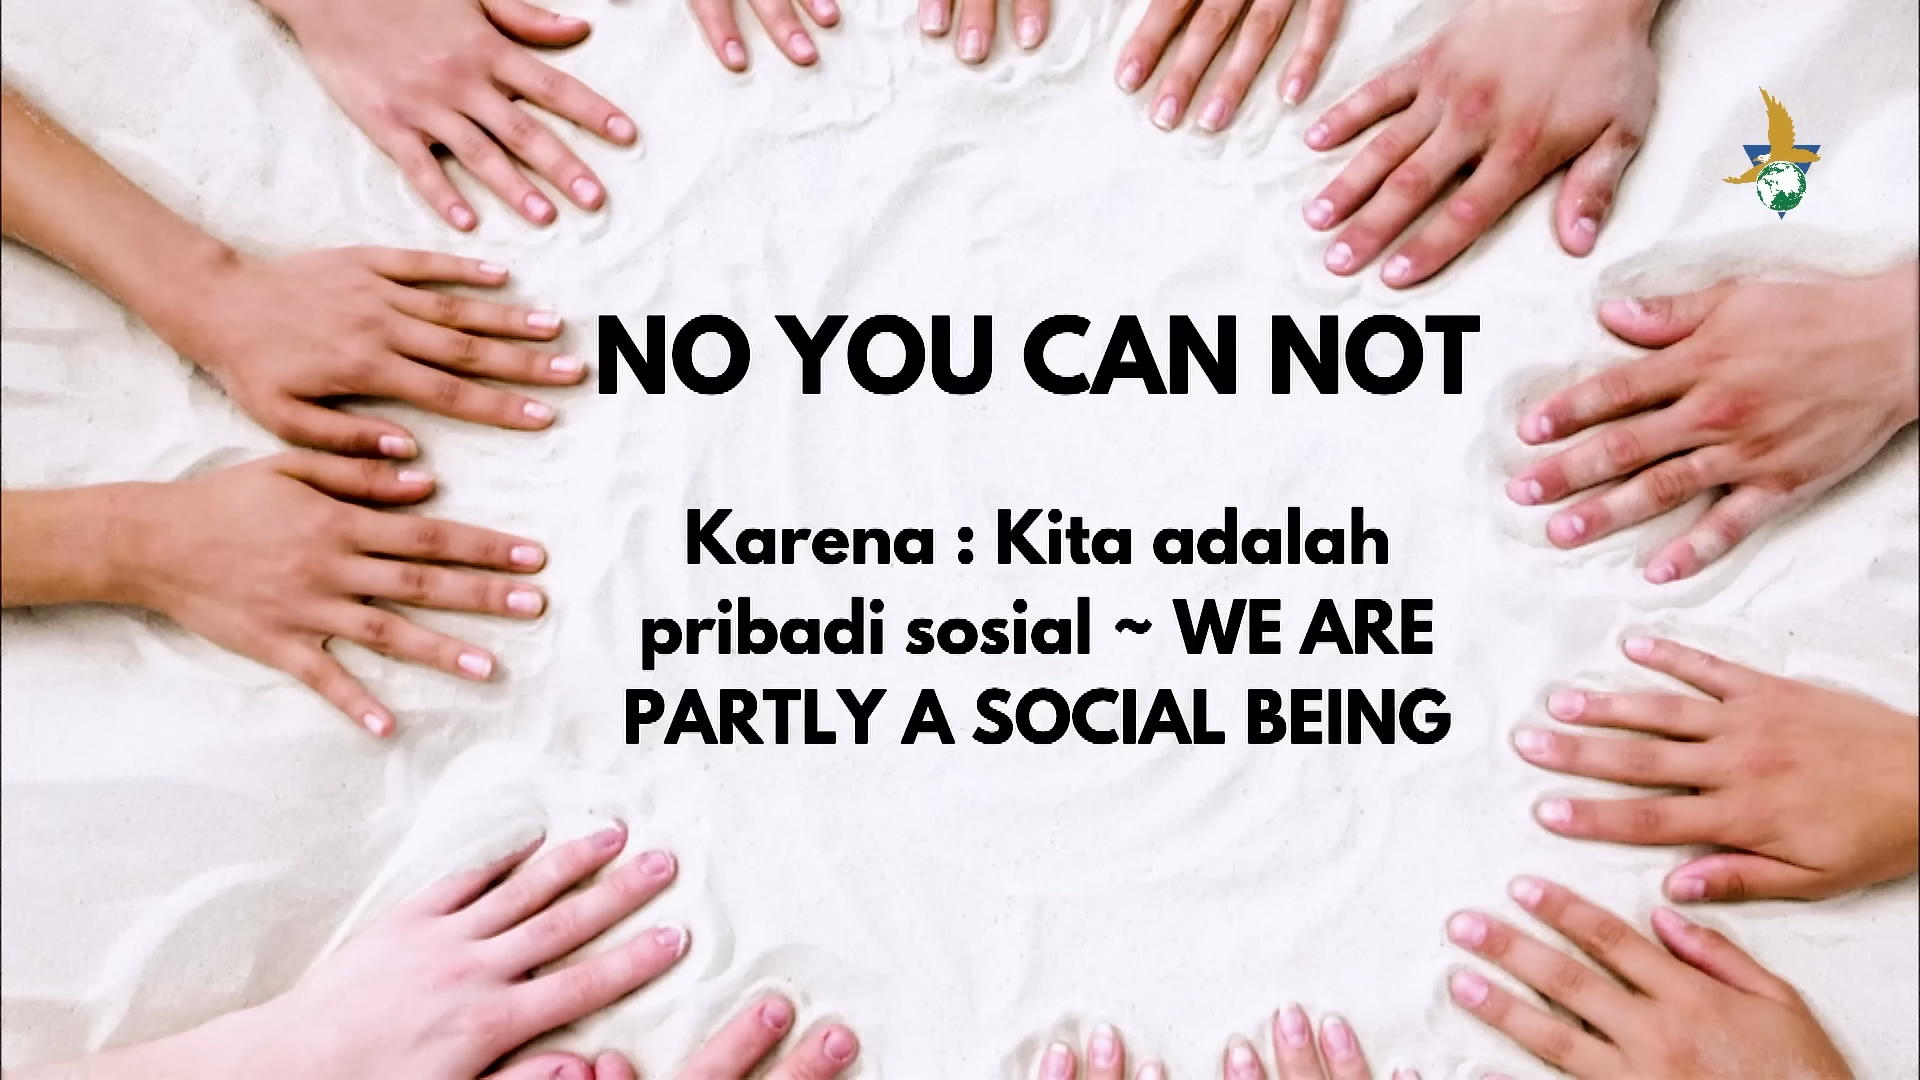 NO YOU CAN NOT
Karena : Kita adalah
pribadi sosial ~ WE ARE
PARTLY A SOCIAL BEING